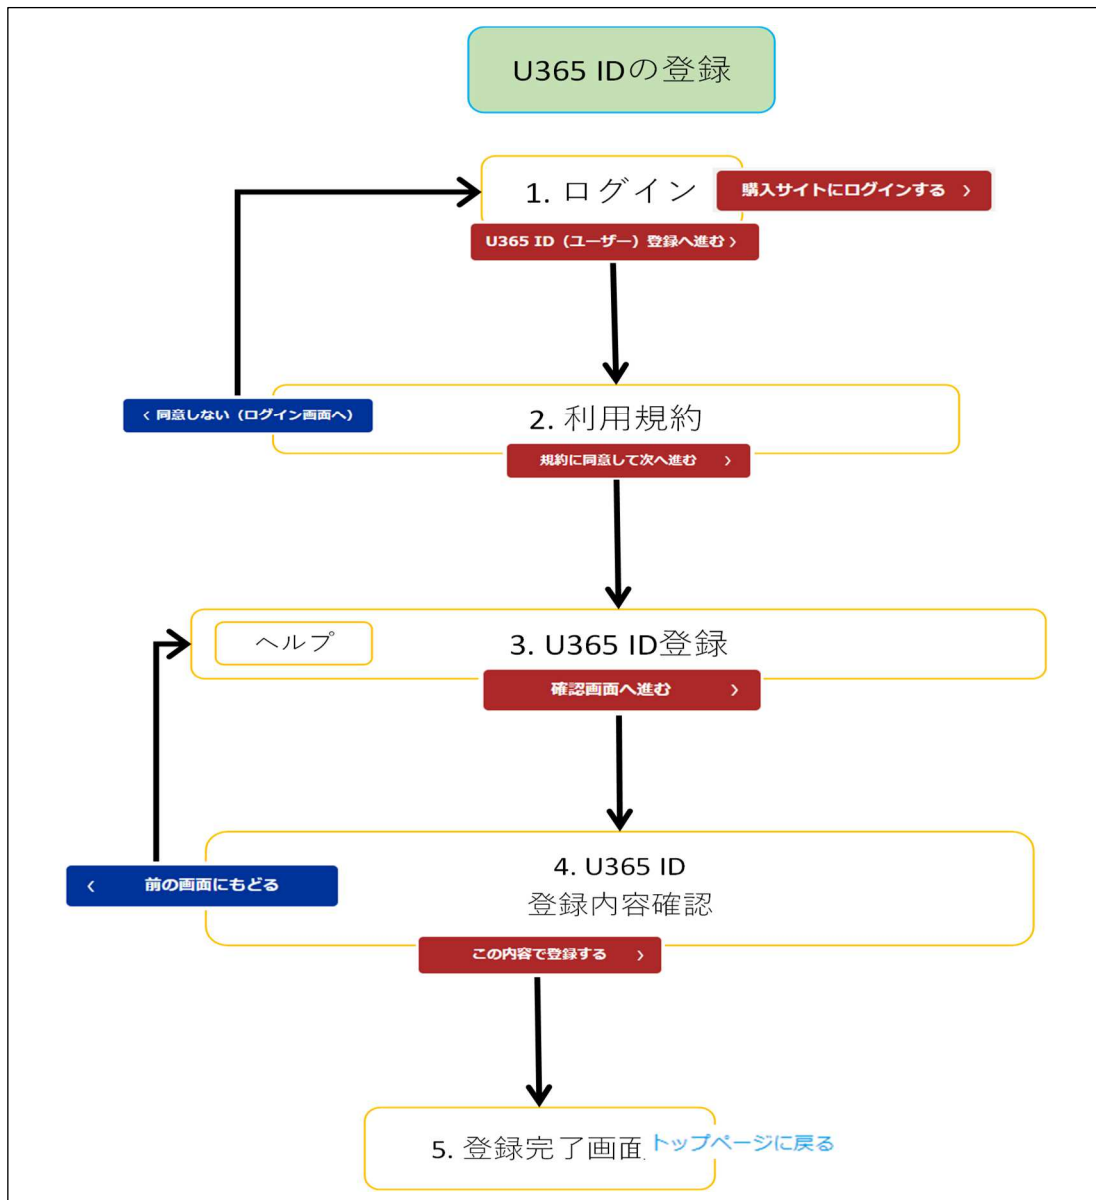 U365 IDの登録
1. ログイン
購入サイトにログインする >
U365 ID（ユーザー）登録へ進む >
< 同意しない（ログイン画面へ）
2. 利用規約
規約に同意して次へ進む >
ヘルプ
3. U365 ID登録
確認画面へ進む >
4. U365 ID
登録内容確認
< 前の画面にもどる
この内容で登録する >
5. 登録完了画面
トップページに戻る